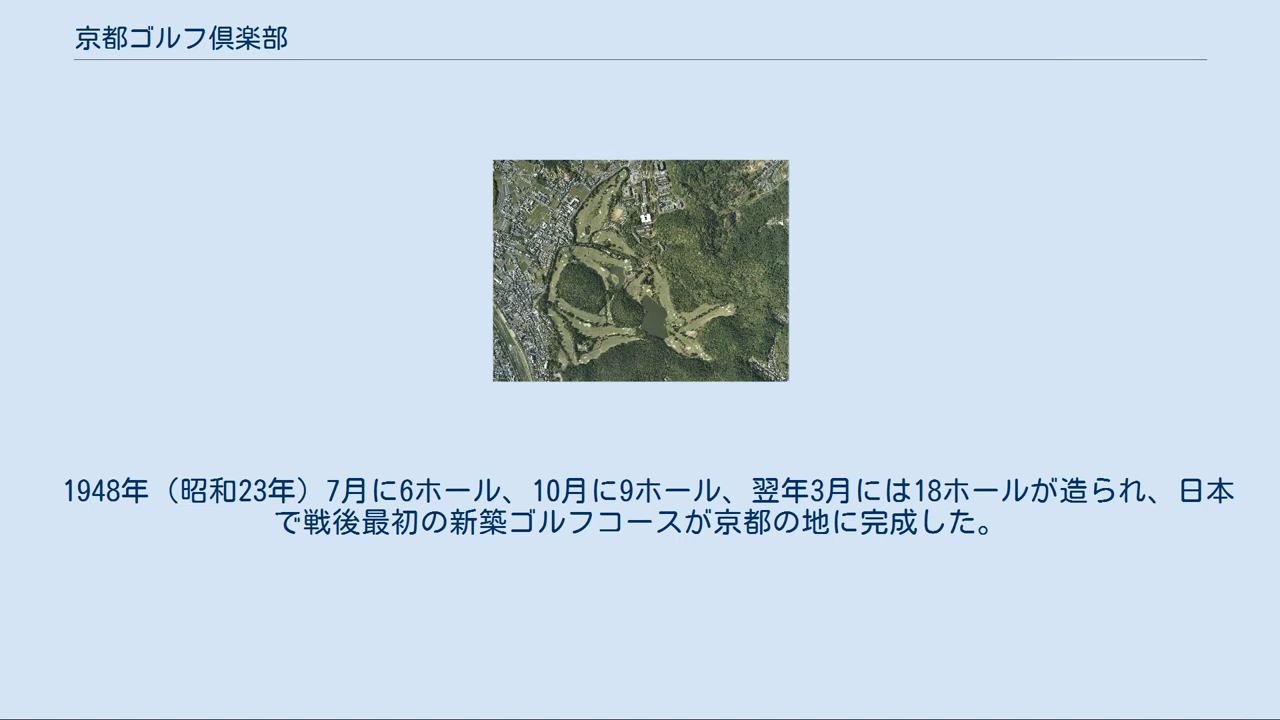 京都ゴルフ倶楽部
1948年（昭和23年）7月に6ホール、10月に9ホール、翌年3月には18ホールが造られ、日本
で戦後最初の新築ゴルフコースが京都の地に完成した。